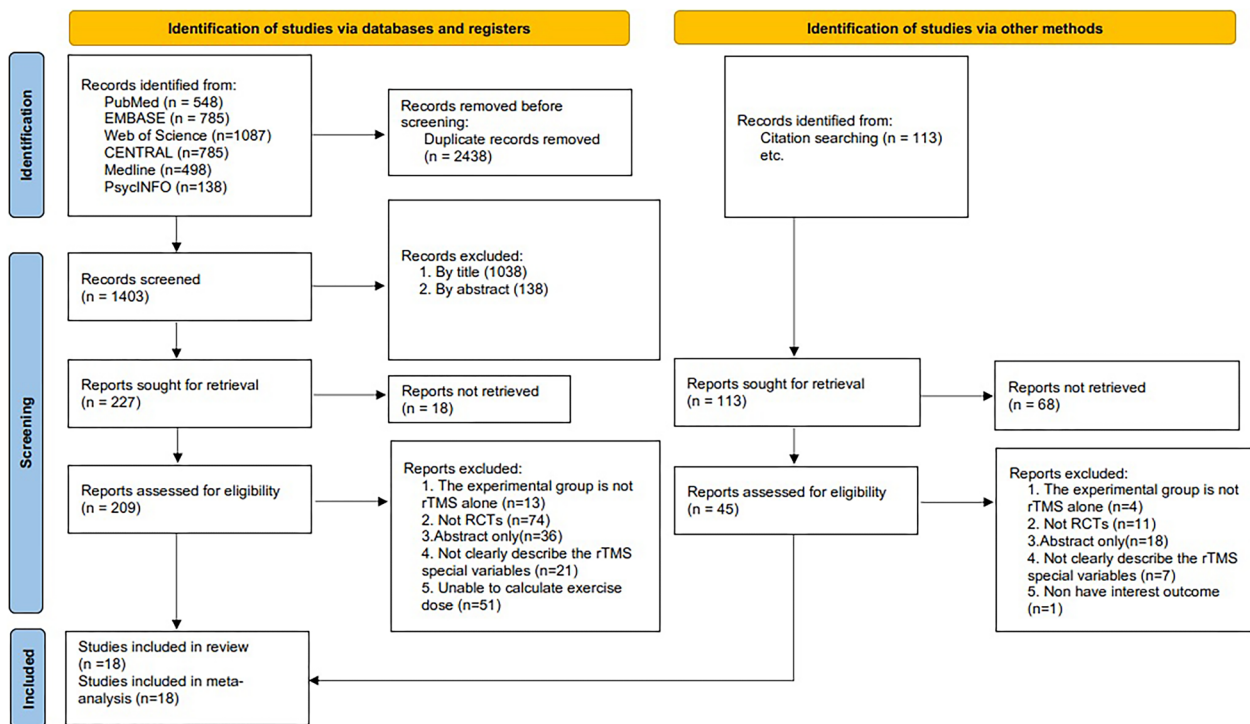 Identification of studies via databases and registers
Identification of studies via other methods
Identification
Records identified from:
PubMed (n = 548)
EMBASE (n = 785)
Web of Science (n=1087)
CENTRAL (n=785)
Medline (n=498)
PsycINFO (n=138)
Records removed before
screening:
Duplicate records removed
(n = 2438)
Records identified from:
Citation searching (n = 113)
etc.
Screening
Records screened
(n = 1403)
Records excluded:
1. By title (1038)
2. By abstract (138)
Reports sought for retrieval
(n = 227)
Reports not retrieved
(n = 18)
Reports sought for retrieval
(n = 113)
Reports not retrieved
(n = 68)
Reports assessed for eligibility
(n = 209)
Reports excluded:
1. The experimental group is not
rTMS alone (n=13)
2. Not RCTs (n=74)
3.Abstract only(n=36)
4. Not clearly describe the rTMS
special variables (n=21)
5. Unable to calculate exercise
dose (n=51)
Reports assessed for eligibility
(n = 45)
Reports excluded:
1. The experimental group is not
rTMS alone (n=4)
2. Not RCTs (n=11)
3.Abstract only(n=18)
4. Not clearly describe the rTMS
special variables (n=7)
5. Non have interest outcome
(n=1)
Included
Studies included in review
(n =18)
Studies included in meta-
analysis (n=18)